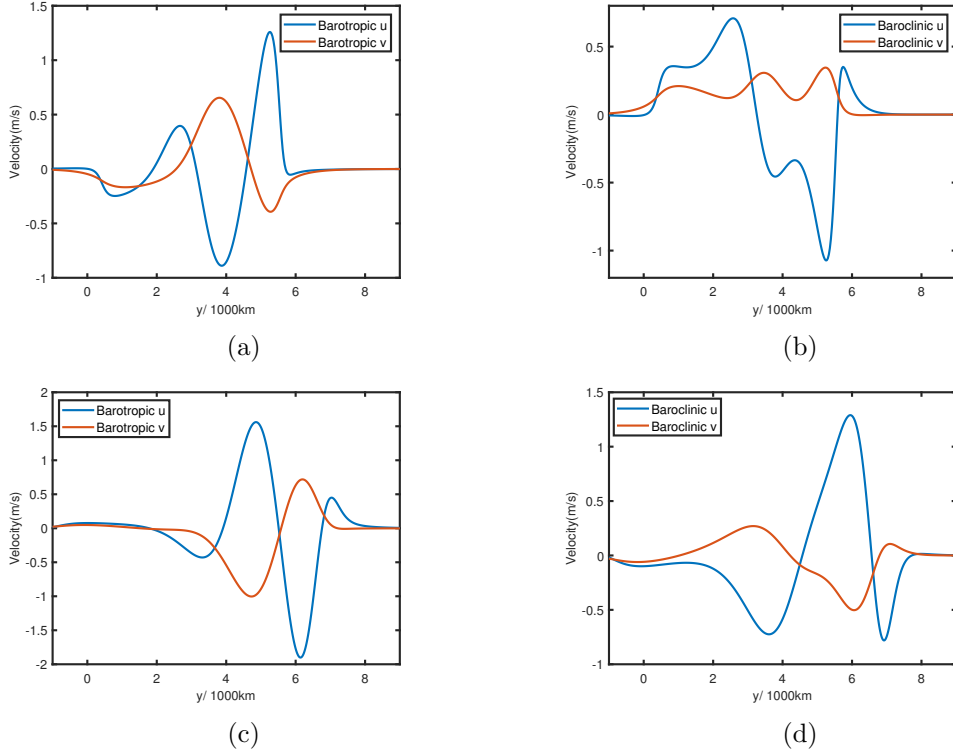 1.5
1
0.5
0
-0.5
-1
Velocity(m/s)
Barotropic u
Barotropic v
0 2 4 6 8
y/ 1000km
(a)
0.5
0
-0.5
-1
Velocity(m/s)
Baroclinic u
Baroclinic v
0 2 4 6 8
y/ 1000km
(b)
2
1.5
1
0.5
0
-0.5
-1
-1.5
-2
Velocity(m/s)
Barotropic u
Barotropic v
0 2 4 6 8
y/ 1000km
(c)
1.5
1
0.5
0
-0.5
-1
Velocity(m/s)
Baroclinic u
Baroclinic v
0 2 4 6 8
y/ 1000km
(d)